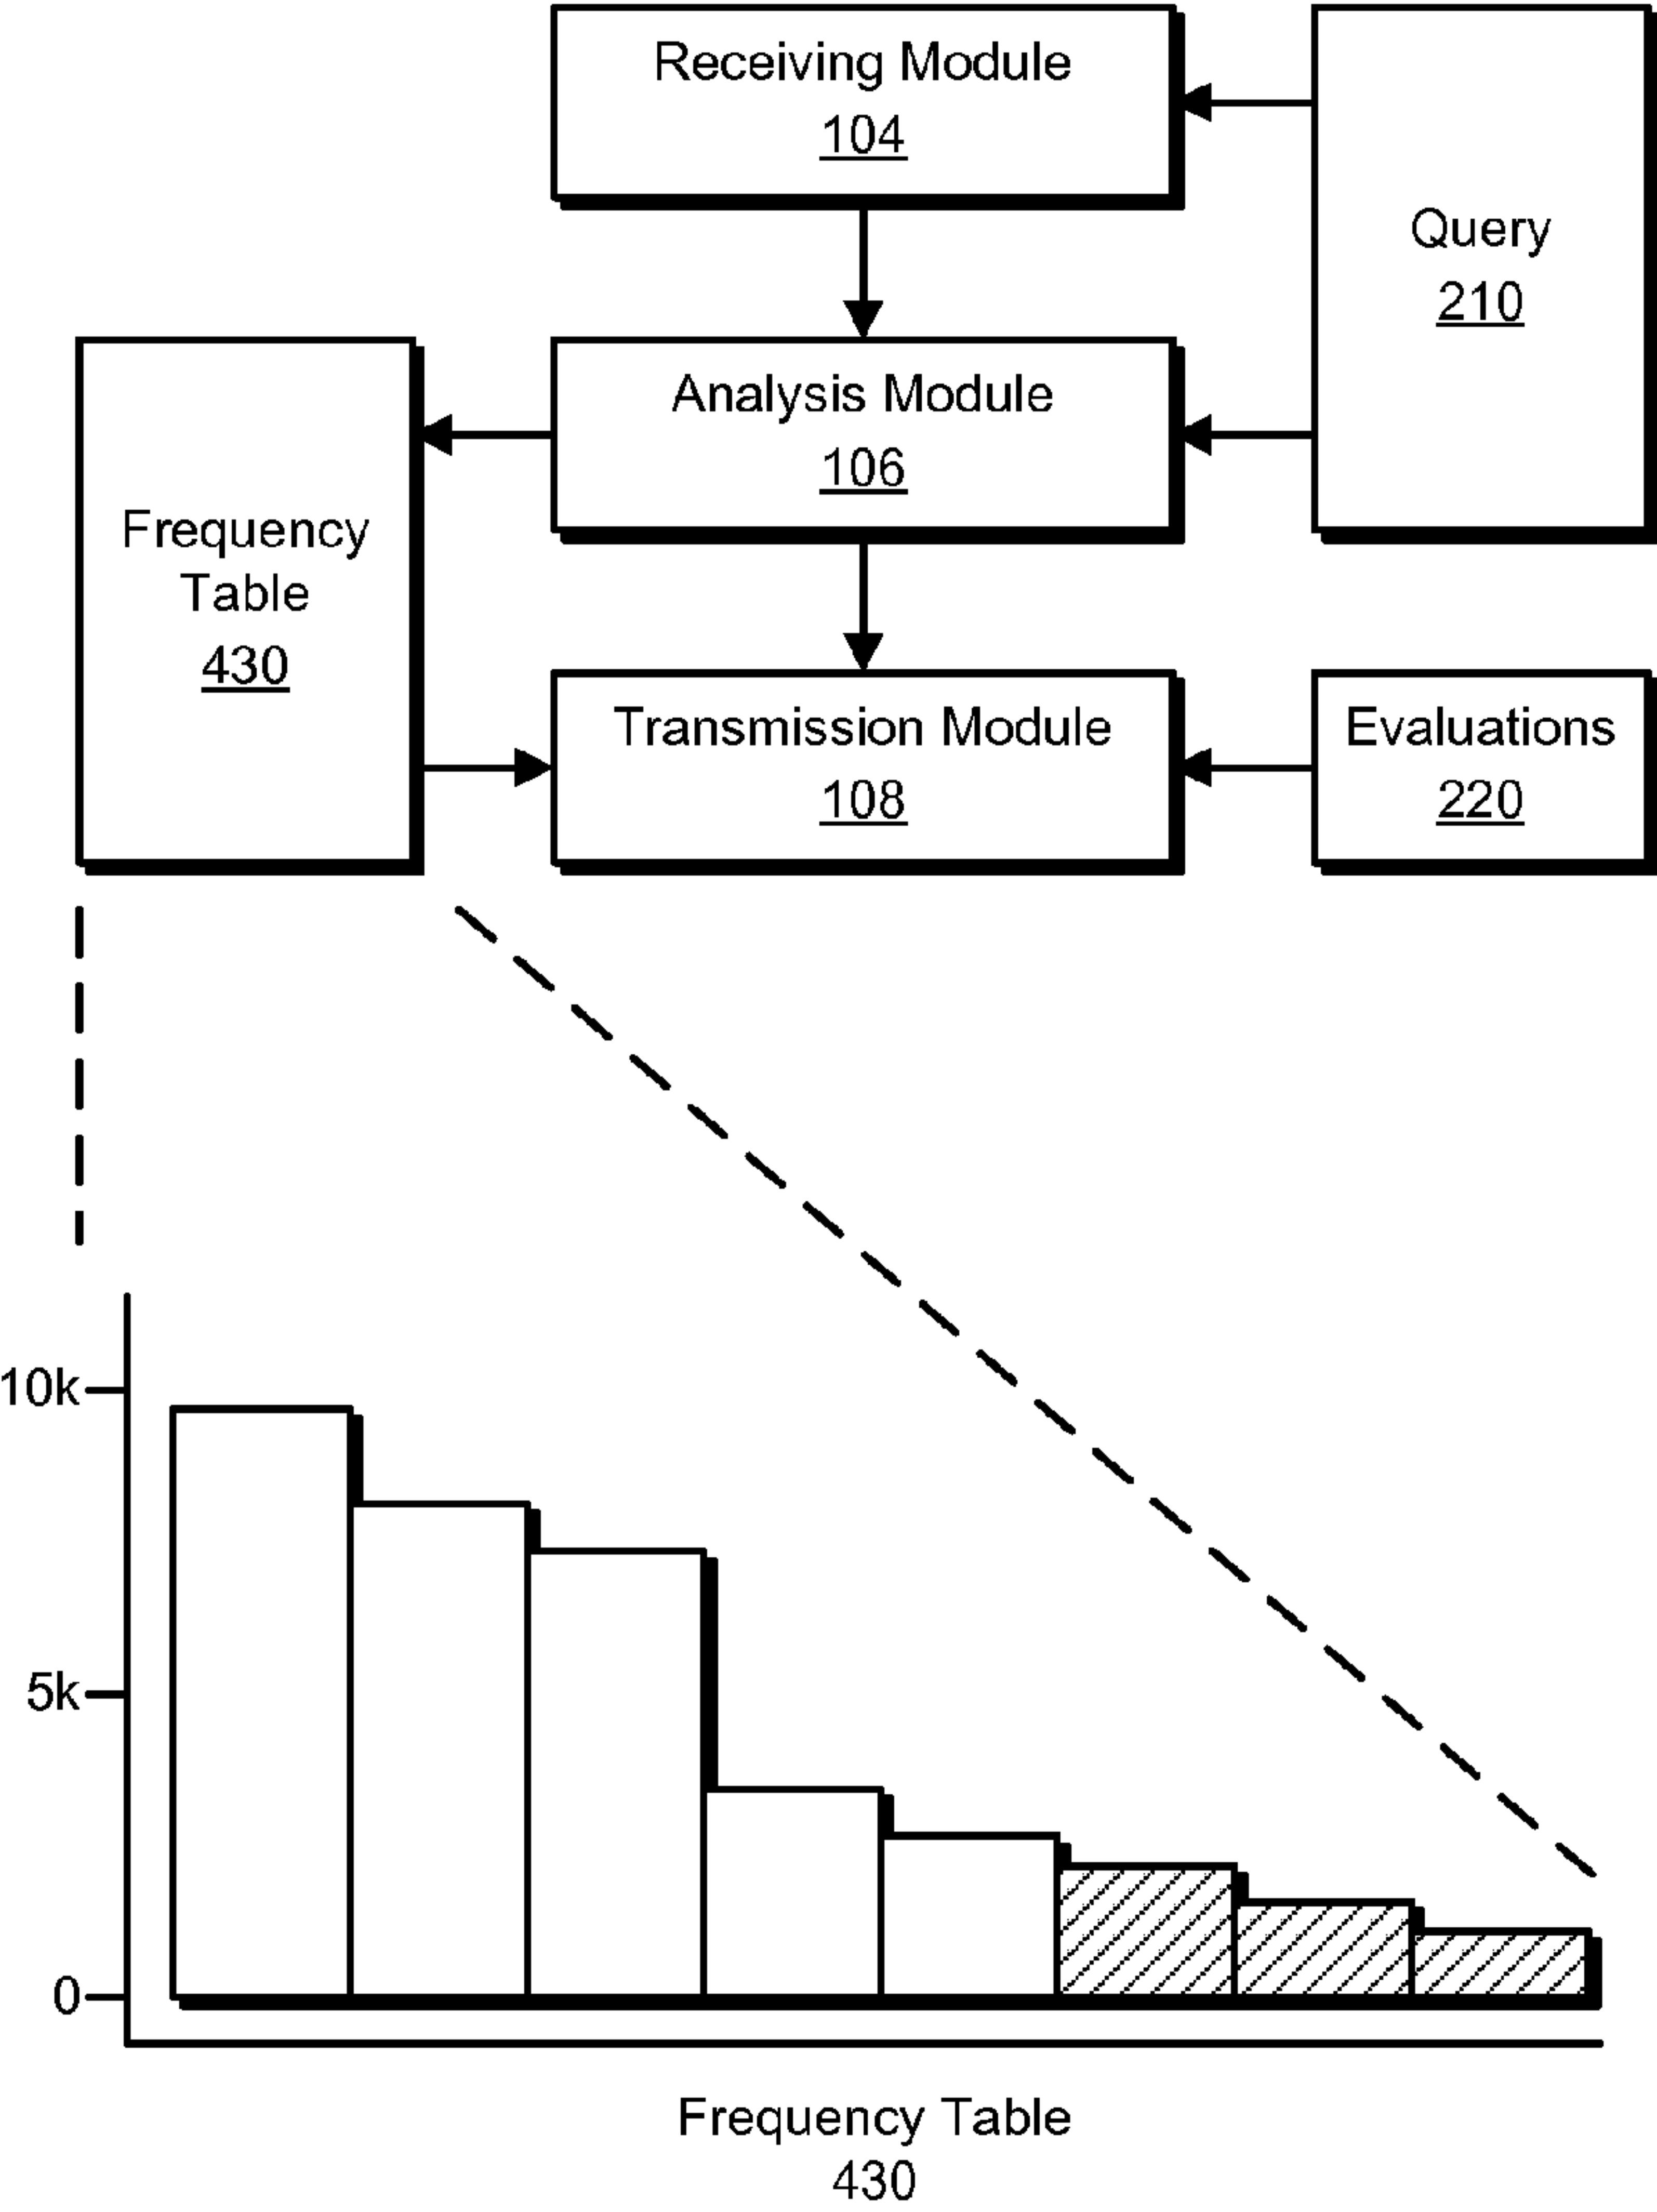 Receiving Module
104
Query
210
Analysis Module
106
Frequency
Table
430
Transmission Module
108
Evaluations
220
10k
5k
0
Frequency Table
430